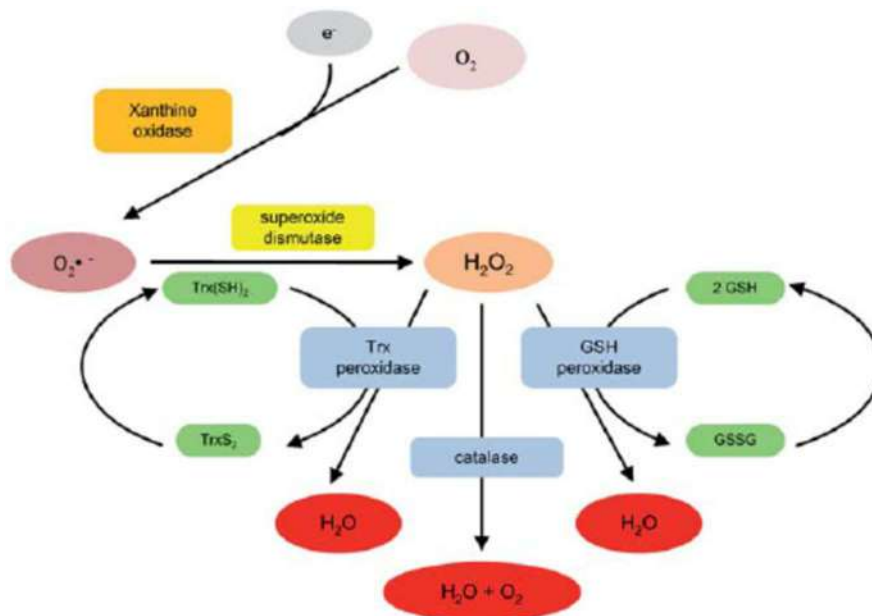 e⁻
O₂
Xanthine
oxidase
superoxide
dismutase
O₂• ⁻
H₂O₂
Trx(SH)₂
2 GSH
Trx
peroxidase
GSH
peroxidase
TrxS₂
catalase
GSSG
H₂O
H₂O
H₂O + O₂